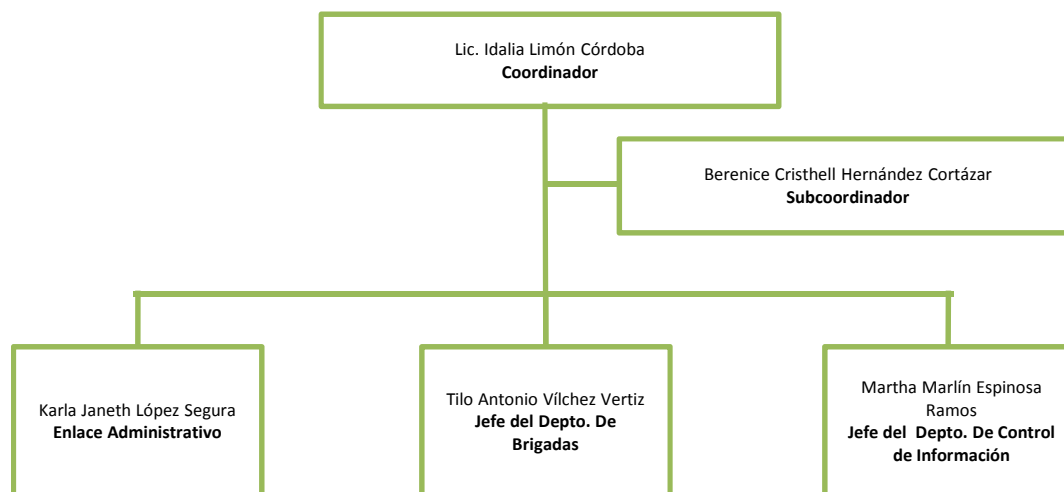 Lic. Idalia Limón Córdoba
Coordinador
Berenice Cristhell Hernández Cortázar
Subcoordinador
Karla Janeth López Segura
Enlace Administrativo
Tilo Antonio Vílchez Vertiz
Jefe del Depto. De
Brigadas
Martha Marlín Espinosa
Ramos
Jefe del  Depto. De Control
de Información